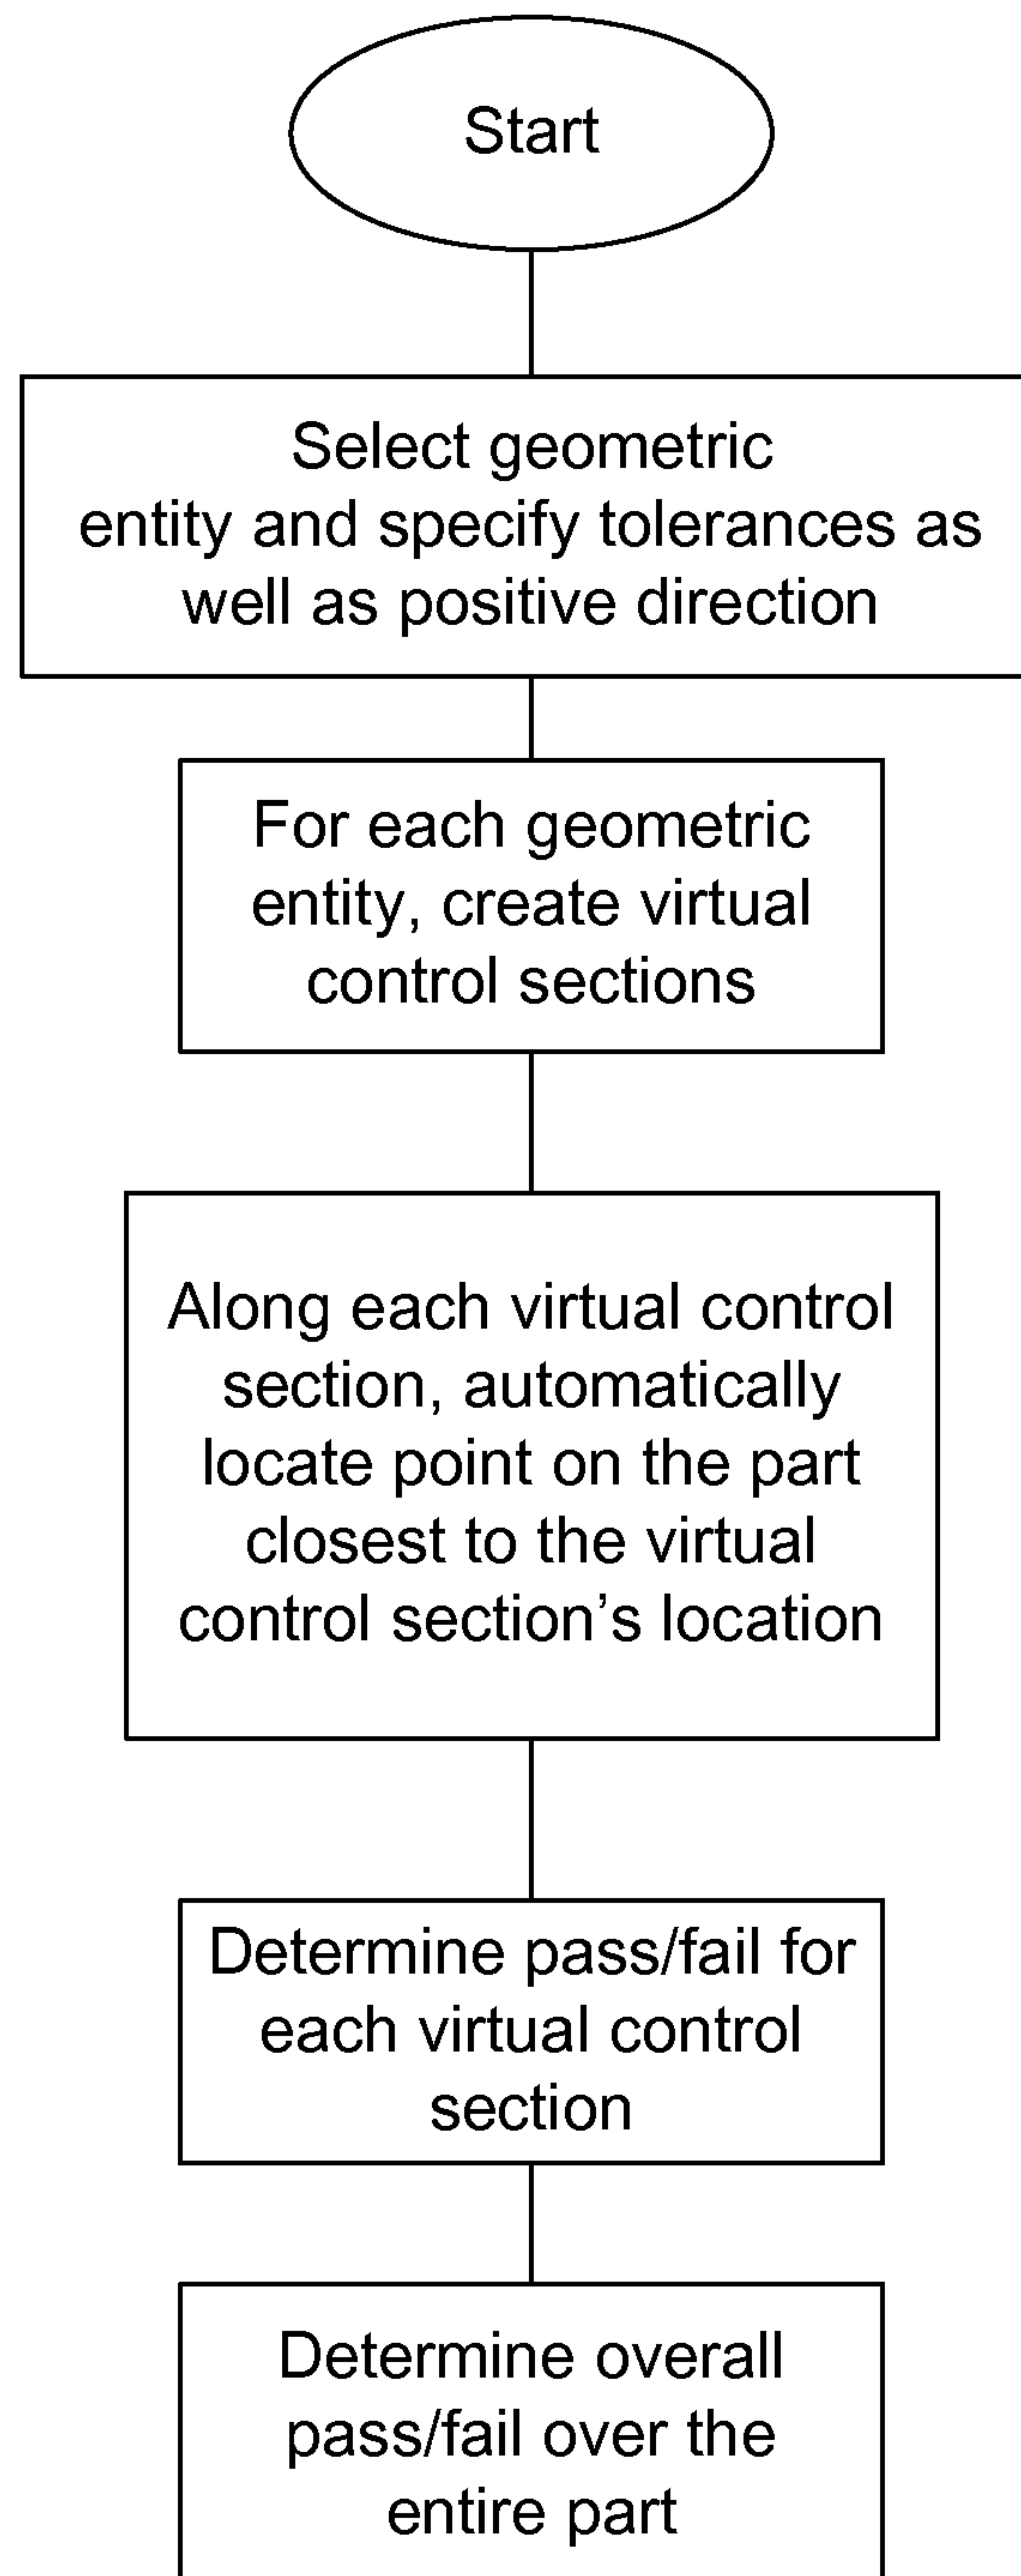 Start
Select geometric
entity and specify tolerances as
well as positive direction
For each geometric
entity, create virtual
control sections
Along each virtual control
section, automatically
locate point on the part
closest to the virtual
control section’s location
Determine pass/fail for
each virtual control
section
Determine overall
pass/fail over the
entire part